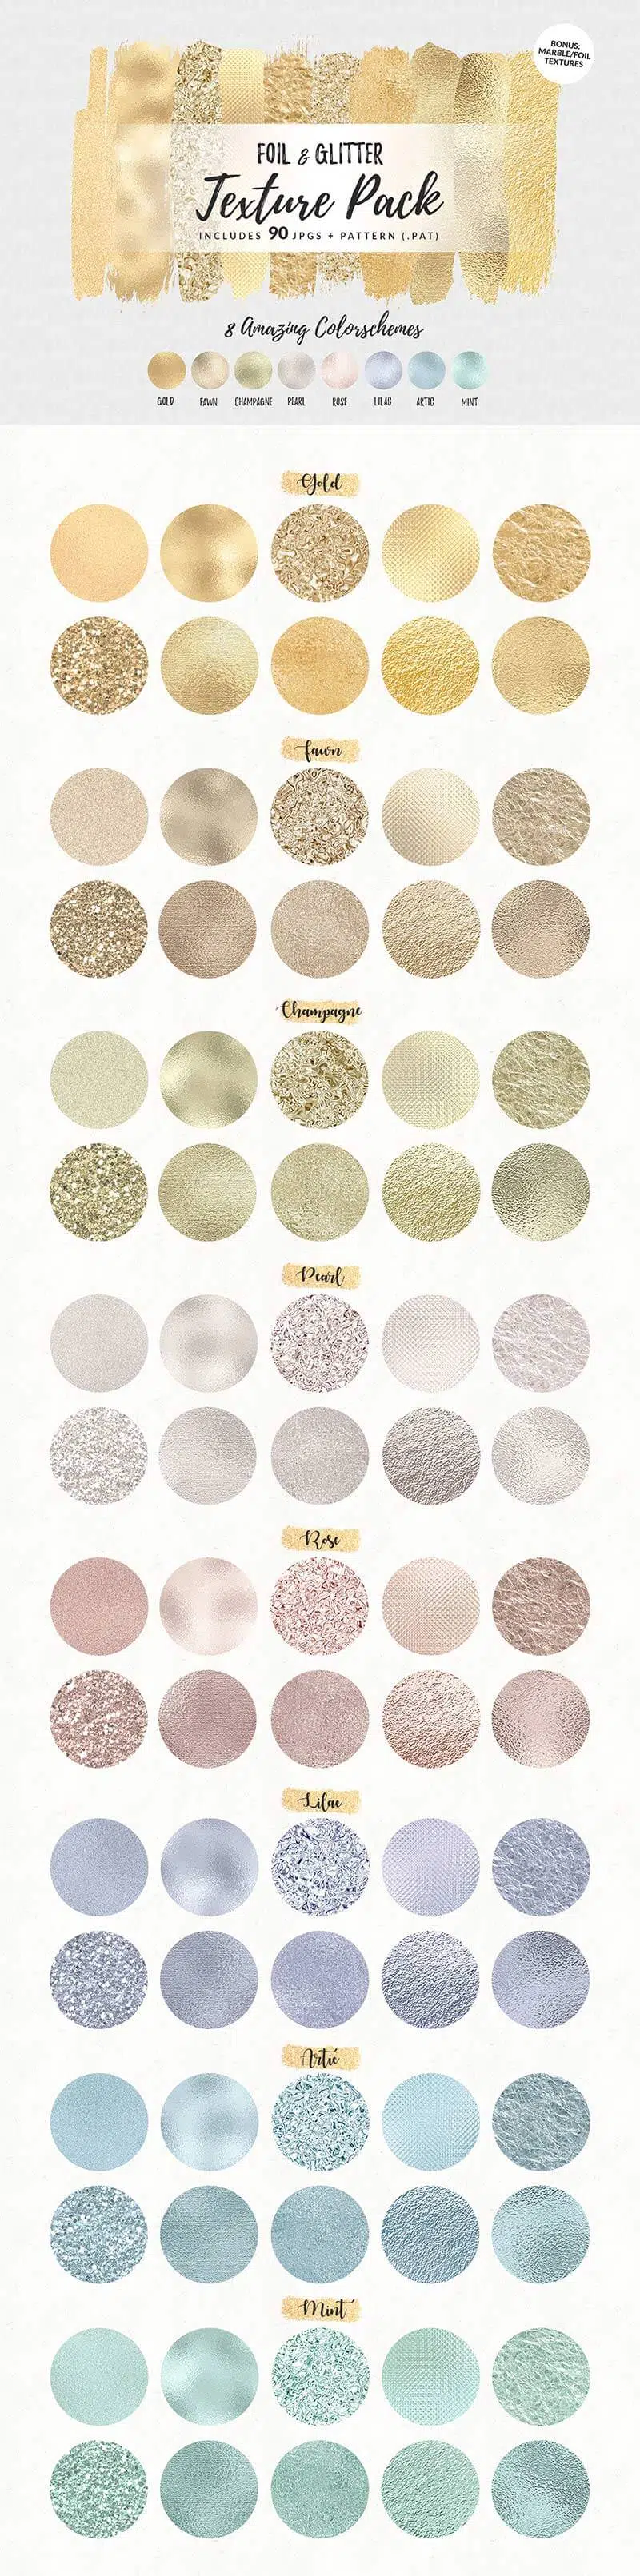 BONUS:
MARBLE/FOIL
TEXTURES
FOIL & GLITTER
Texture Pack
INCLUDES 90 JPGS + PATTERN (.PAT)
8 Amazing Colorschemes
GOLD FAWN CHAMPAGNE PEARL ROSE LILAC ARTIC MINT
Gold
fawn
Champagne
Pearl
Rose
Lilac
Artic
Mint